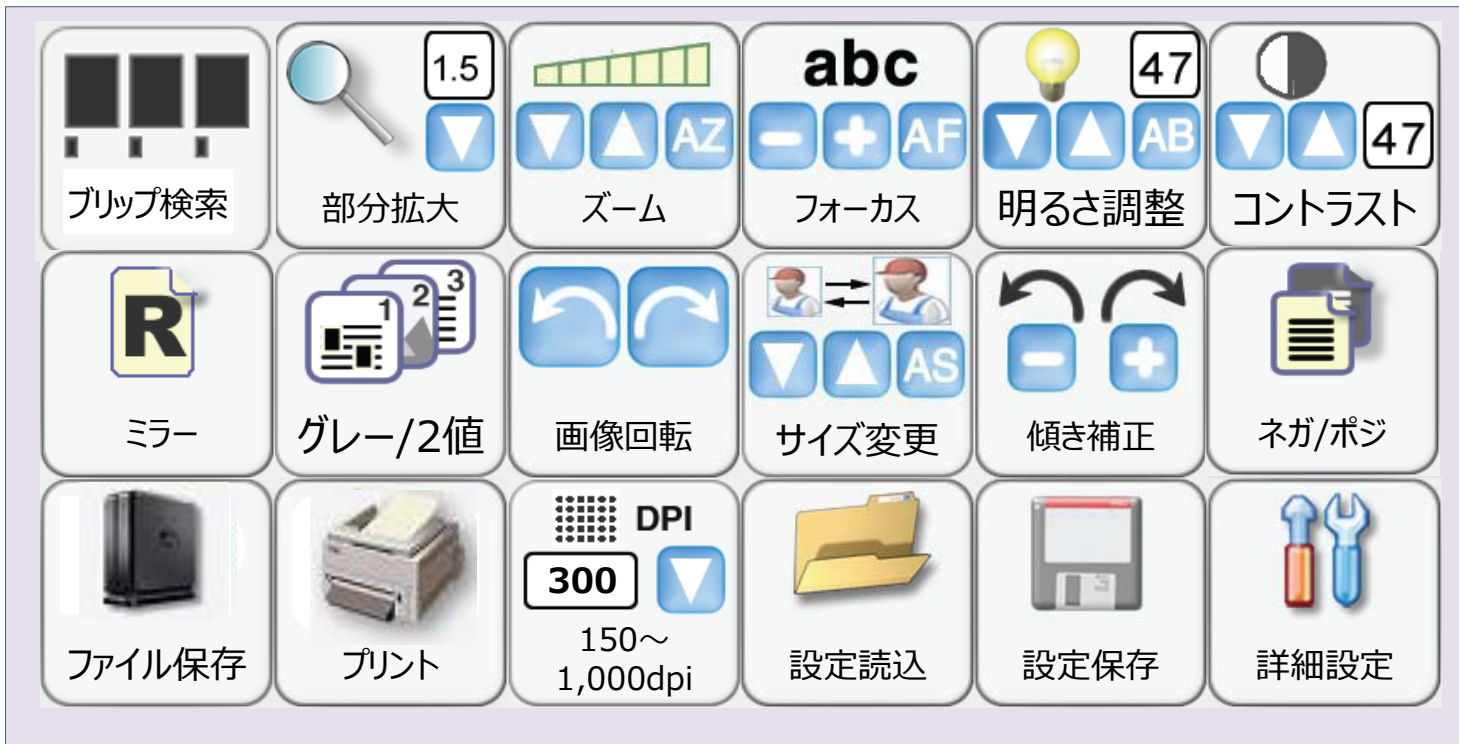 ブリップ検索
1.5
部分拡大
AZ
ズーム
abc
AF
フォーカス
47
AB
明るさ調整
47
コントラスト
R
ミラー
1 2 3
グレー/2値
画像回転
AS
サイズ変更
傾き補正
ネガ/ポジ
ファイル保存
プリント
DPI
300
150～
1,000dpi
設定読込
設定保存
詳細設定